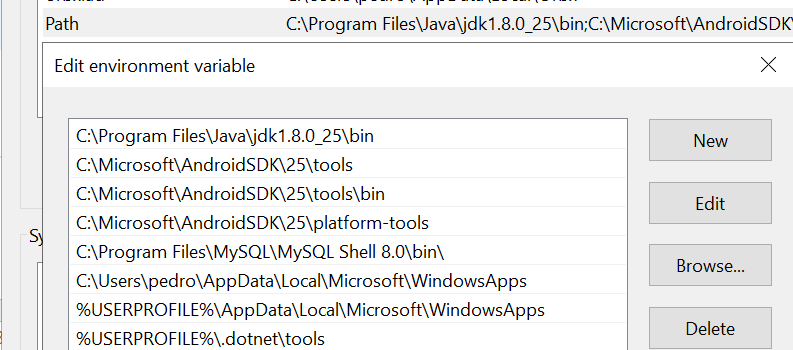 Path C:\Program Files\Java\jdk1.8.0_25\bin;C:\Microsoft\AndroidSDK\
Edit environment variable
C:\Program Files\Java\jdk1.8.0_25\bin
New
C:\Microsoft\AndroidSDK\25\tools
C:\Microsoft\AndroidSDK\25\tools\bin
Edit
C:\Microsoft\AndroidSDK\25\platform-tools
C:\Program Files\MySQL\MySQL Shell 8.0\bin\
Browse...
C:\Users\pedro\AppData\Local\Microsoft\WindowsApps
%USERPROFILE%\AppData\Local\Microsoft\WindowsApps
Delete
%USERPROFILE%\.dotnet\tools